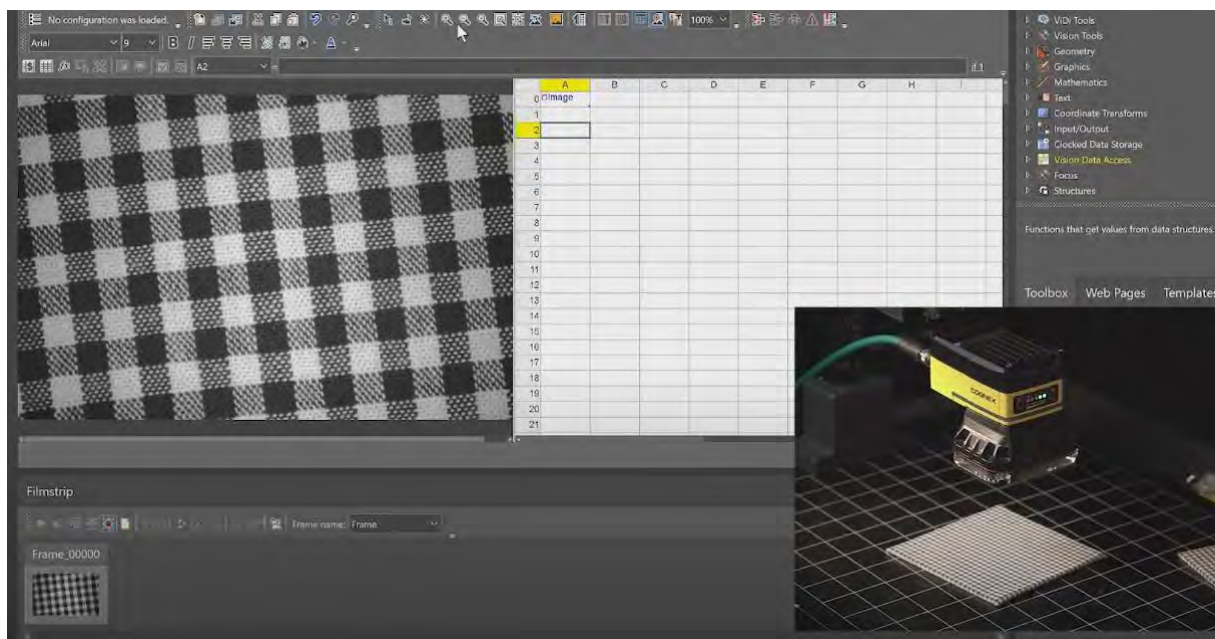 No configuration was loaded.
100%
Arial
9
B
I
A
A2
=
A B C D E F G H I
0 Image
1
2
3
4
5
6
7
8
9
10
11
12
13
14
15
16
17
18
19
20
21
ViDi Tools
Vision Tools
Geometry
Graphics
Mathematics
Text
Coordinate Transforms
Input/Output
Clocked Data Storage
Vision Data Access
Focus
Structures
Functions that get values from data structures.
Toolbox Web Pages Templates
COGNEX
Filmstrip
Frame name: Frame
Frame_00000